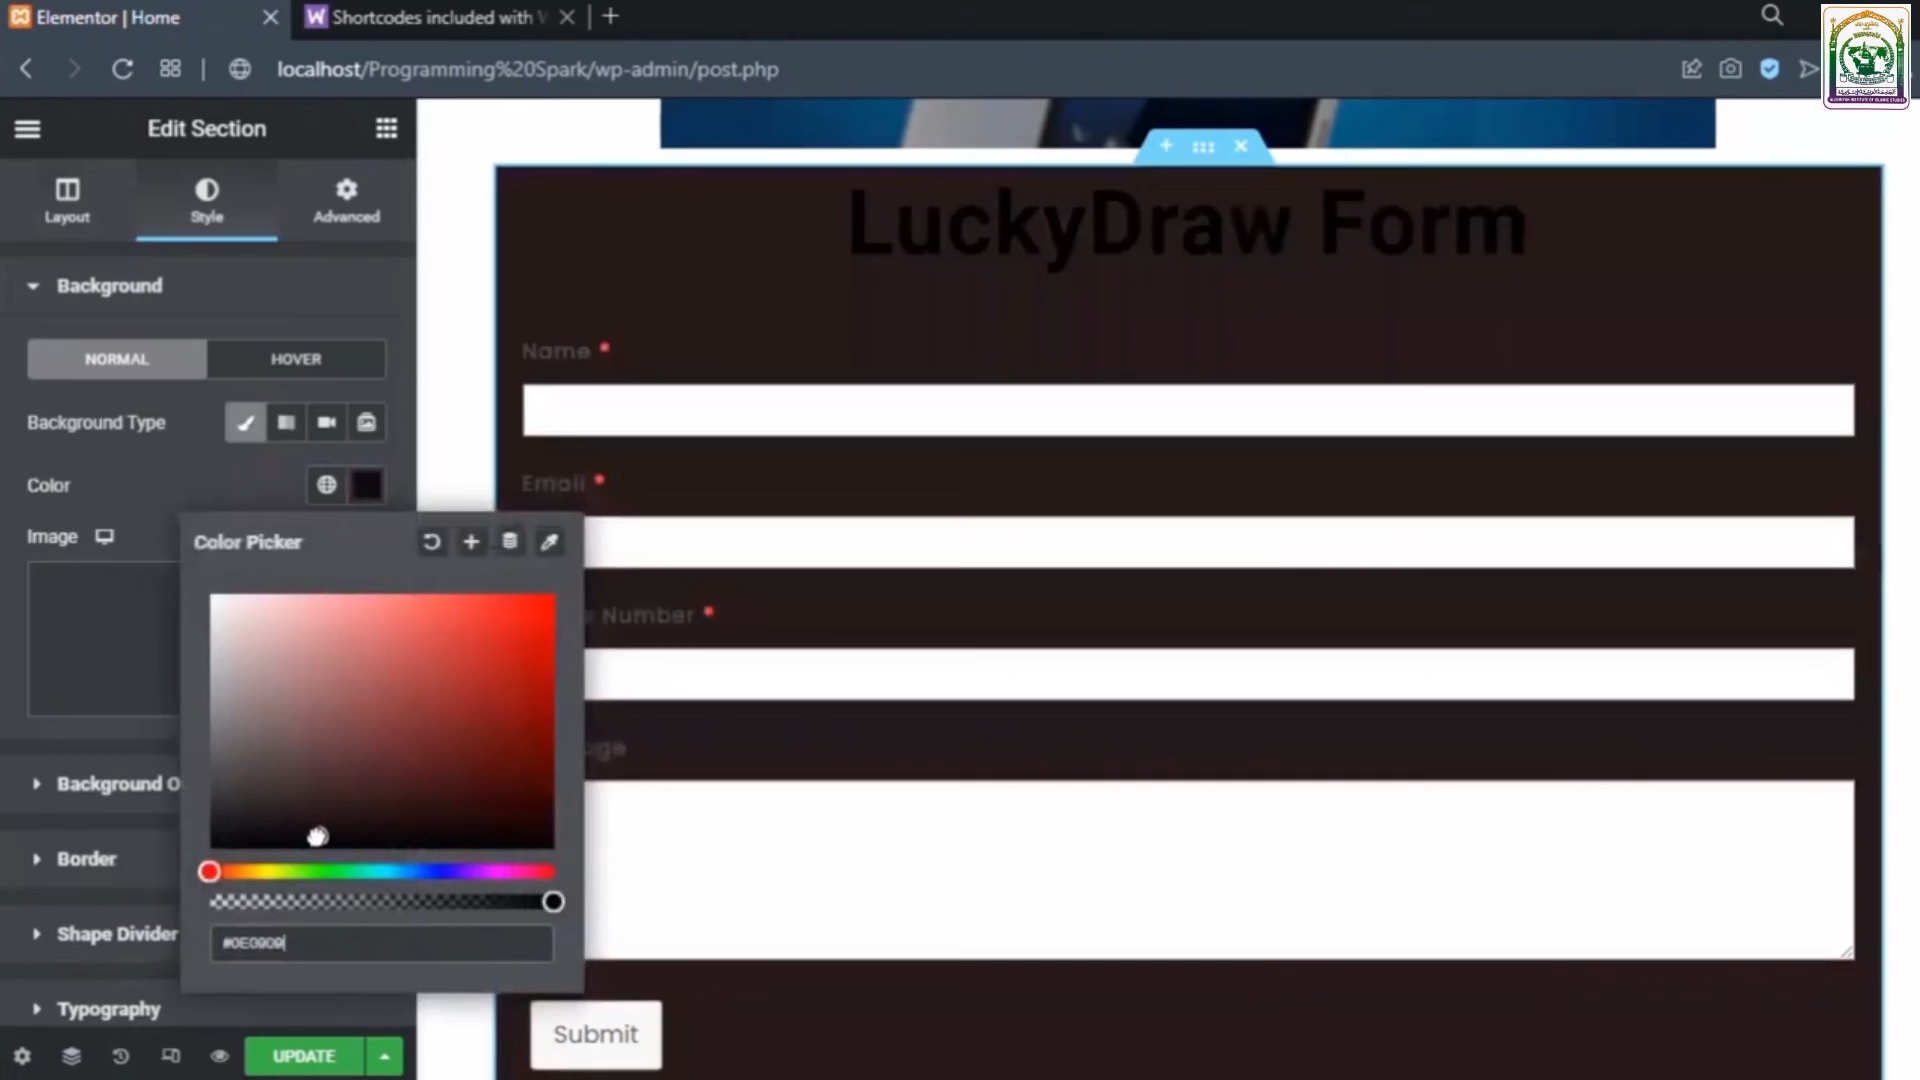 Elementor | Home
Shortcodes included with
localhost/Programming%20Spark/wp-admin/post.php
Edit Section
Layout
Style
Advanced
Background
NORMAL
HOVER
Background Type
Color
Image
Color Picker
#0E0909
Background O
Border
Shape Divider
Typography
UPDATE
LuckyDraw Form
Name *
Email *
Number *
Submit